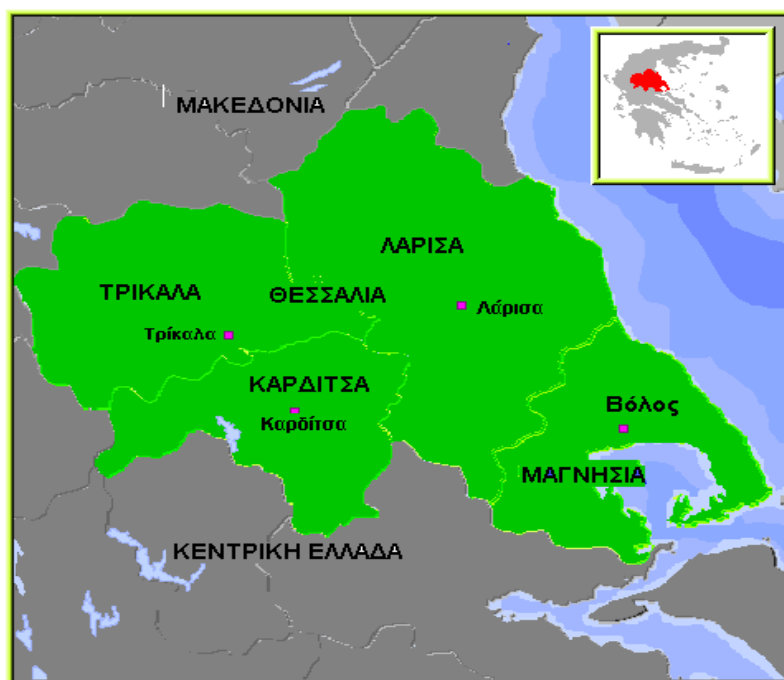 ΜΑΚΕΔΟΝΙΑ
ΛΑΡΙΣΑ
ΤΡΙΚΑΛΑ
ΘΕΣΣΑΛΙΑ
Λάρισα
Τρίκαλα
ΚΑΡΔΙΤΣΑ
Βόλος
Καρδίτσα
ΜΑΓΝΗΣΙΑ
ΚΕΝΤΡΙΚΗ ΕΛΛΑΔΑ